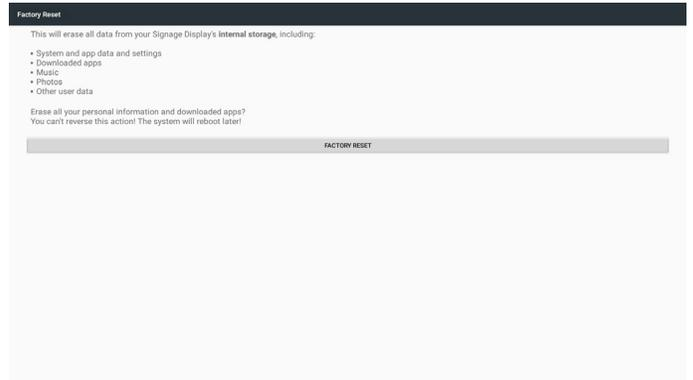 Factory Reset
This will erase all data from your Signage Display's internal storage, including:
• System and app data and settings
• Downloaded apps
• Music
• Photos
• Other user data
Erase all your personal information and downloaded apps?
You can't reverse this action! The system will reboot later!
FACTORY RESET